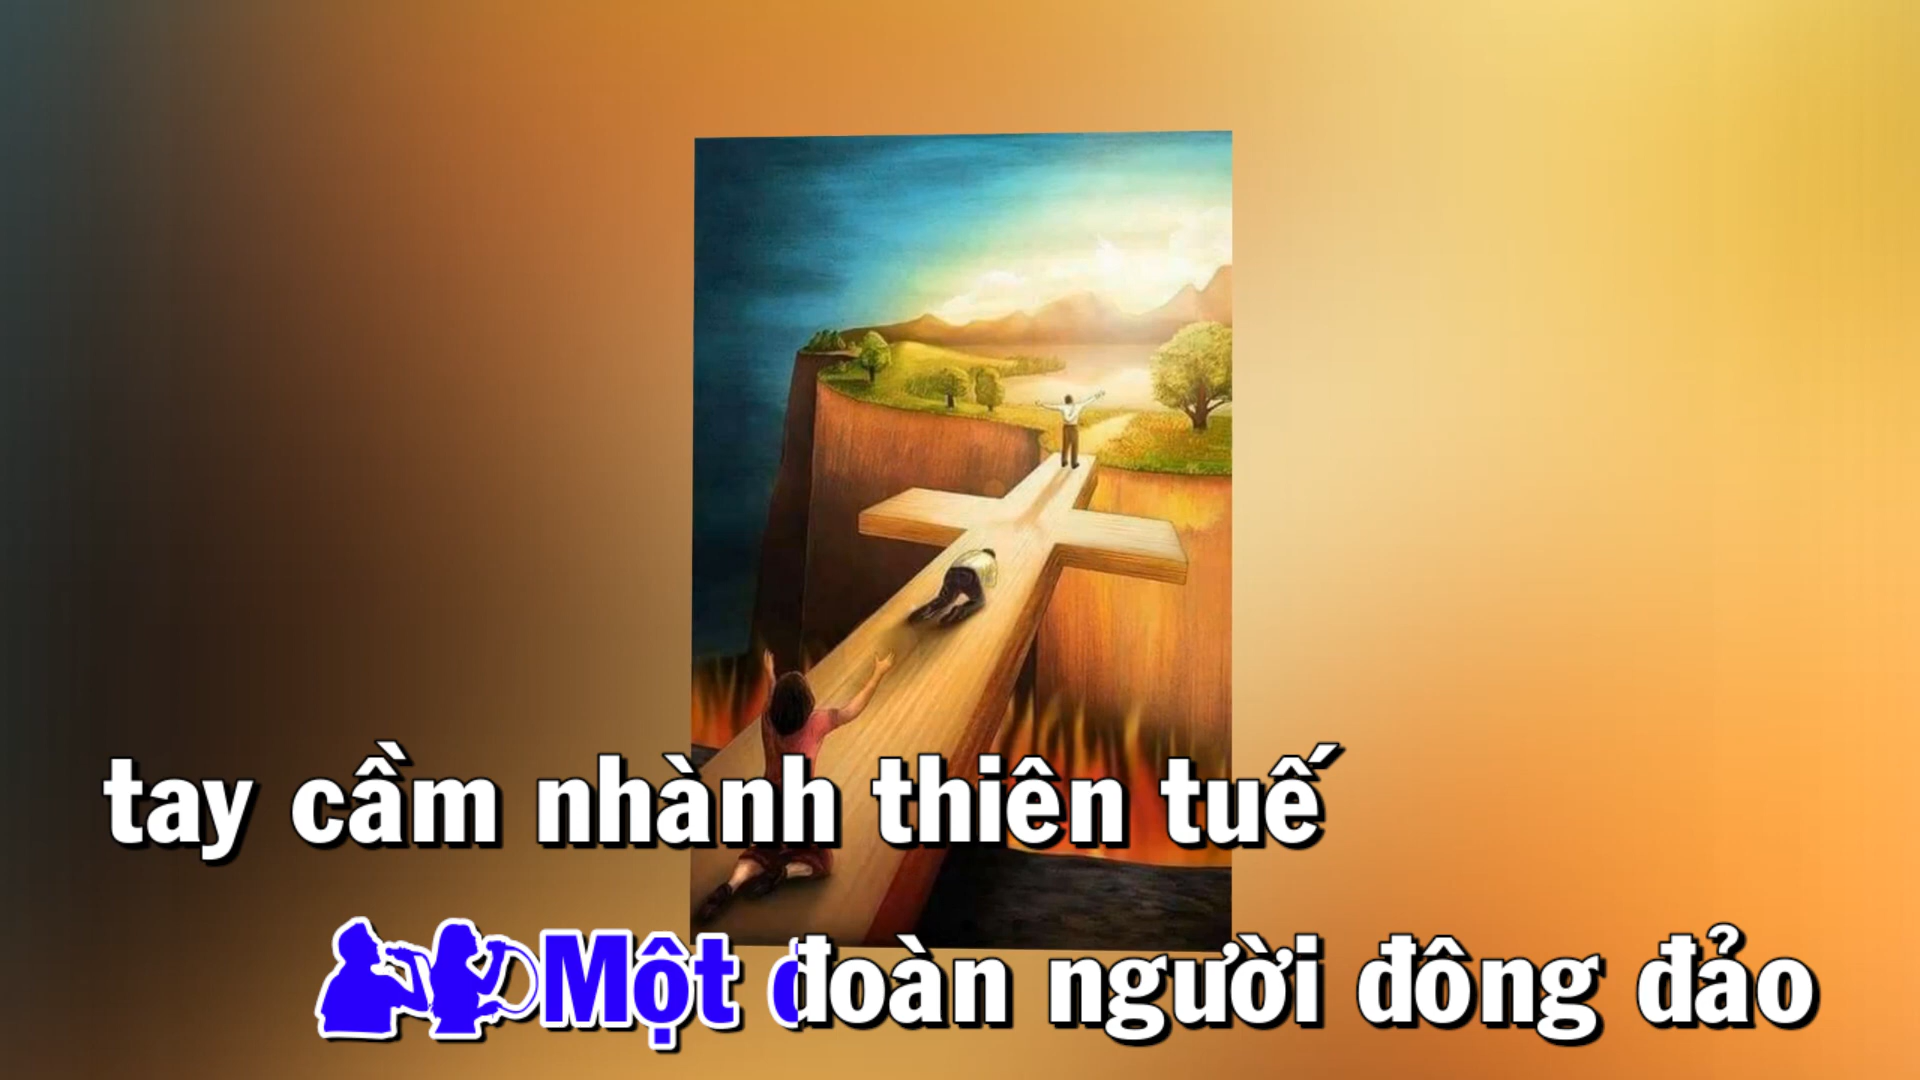 tay cầm nhành thiên tuế
Một đoàn người đông đảo